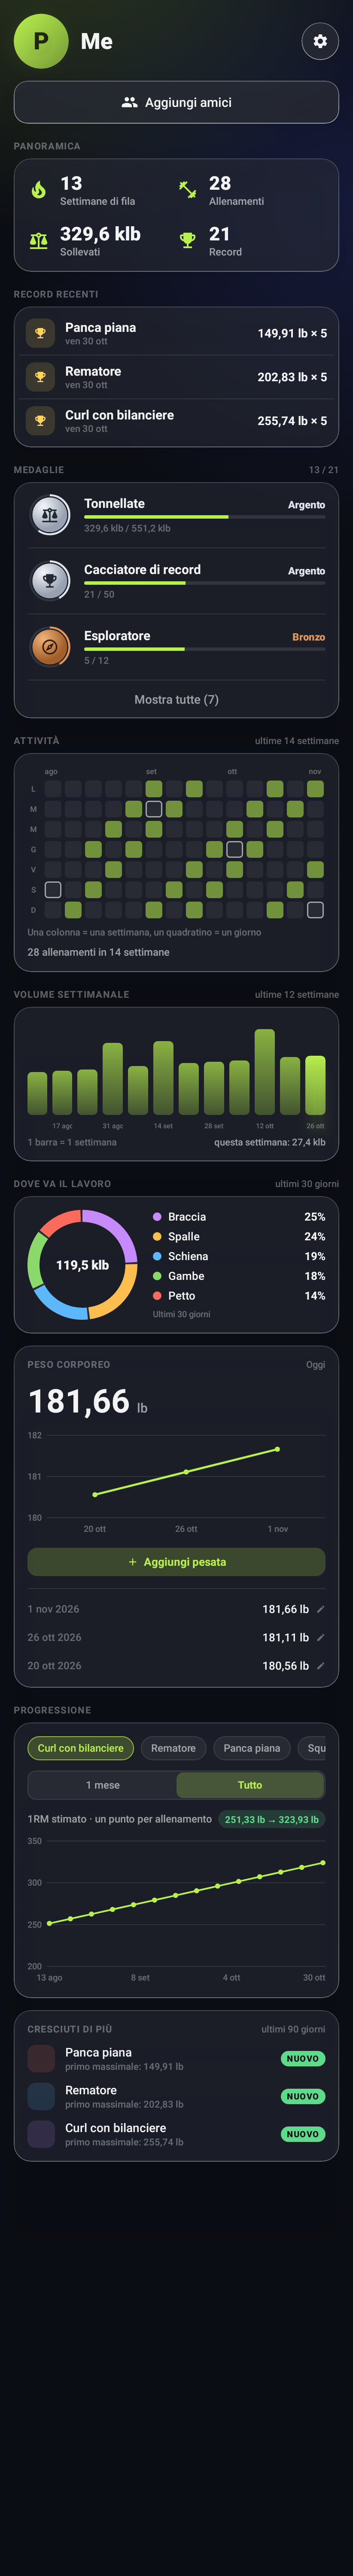 P
Me
Aggiungi amici
PANORAMICA
13
Settimane di fila
28
Allenamenti
329,6 klb
Sollevati
21
Record
RECORD RECENTI
Panca piana
ven 30 ott
149,91 lb × 5
Rematore
ven 30 ott
202,83 lb × 5
Curl con bilanciere
ven 30 ott
255,74 lb × 5
MEDAGLIE
13 / 21
Tonnellate
Argento
329,6 klb / 551,2 klb
Cacciatore di record
Argento
21 / 50
Esploratore
Bronzo
5 / 12
Mostra tutte (7)
ATTIVITÀ
ultime 14 settimane
ago set ott nov
L
M
M
G
V
S
D
Una colonna = una settimana, un quadratino = un giorno
28 allenamenti in 14 settimane
VOLUME SETTIMANALE
ultime 12 settimane
17 agc 31 agc 14 set 28 set 12 ott 26 ott
1 barra = 1 settimana
questa settimana: 27,4 klb
DOVE VA IL LAVORO
ultimi 30 giorni
119,5 klb
Braccia 25%
Spalle 24%
Schiena 19%
Gambe 18%
Petto 14%
Ultimi 30 giorni
PESO CORPOREO
Oggi
181,66 lb
182
181
180
20 ott 26 ott 1 nov
+ Aggiungi pesata
1 nov 2026 181,66 lb
26 ott 2026 181,11 lb
20 ott 2026 180,56 lb
PROGRESSIONE
Curl con bilanciere Rematore Panca piana Squ
1 mese Tutto
1RM stimato · un punto per allenamento
251,33 lb → 323,93 lb
350
300
250
200
13 ago 8 set 4 ott 30 ott
CRESCIUTI DI PIÙ
ultimi 90 giorni
Panca piana
primo massimale: 149,91 lb
NUOVO
Rematore
primo massimale: 202,83 lb
NUOVO
Curl con bilanciere
primo massimale: 255,74 lb
NUOVO